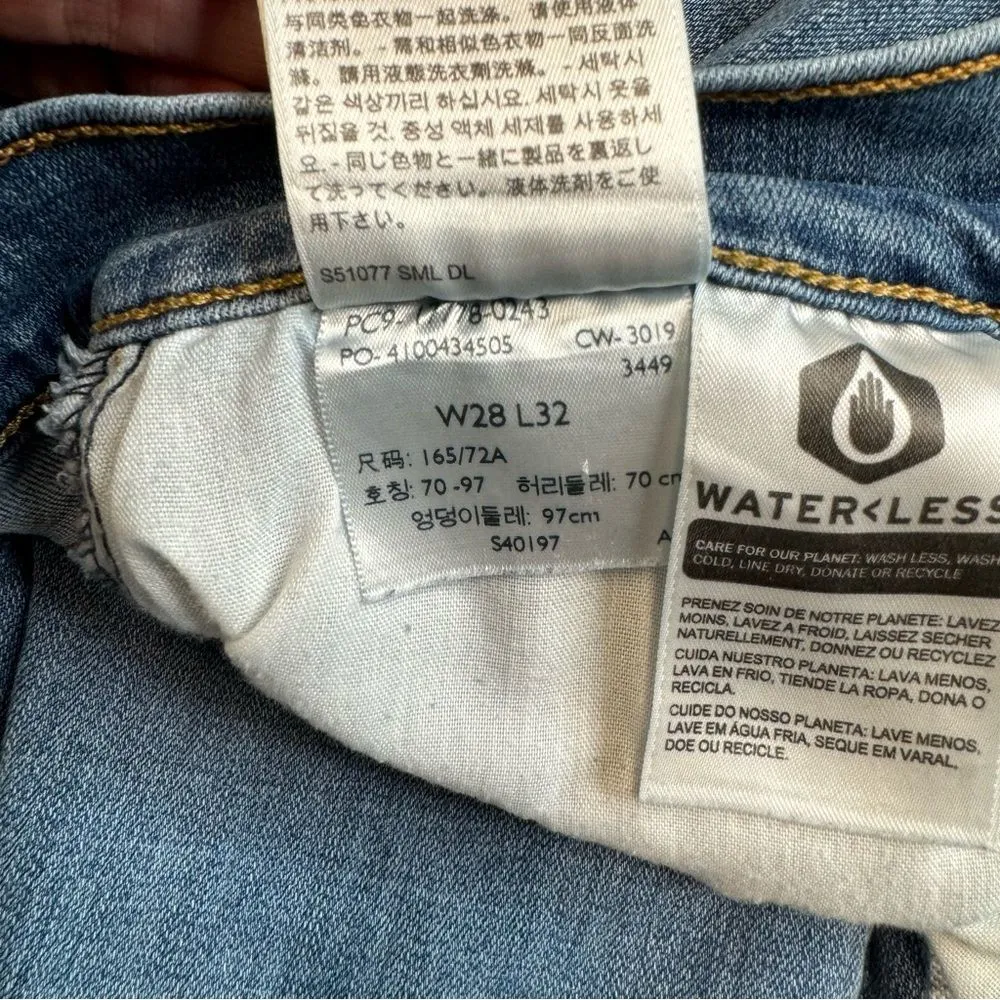 与同类色衣物一起洗涤。请使用液体
清洁剂。- 需和相似色衣物一同反面洗
滌。請用液態洗衣劑洗滌。- 세탁시
같은 색상끼리 하십시요. 세탁시 옷을
뒤집을 것. 중성 액체 세제를 사용하세
요. - 同じ色物と一緒に製品を裏返し
て洗ってください。液体洗剤をご使
用下さい。
S51077 SML DL
PO- 4100434505 CW- 3019
3449
W28 L32
尺码: 165/72A
호칭: 70 -97 허리둘레: 70 cm
엉덩이둘레: 97cm
S40197 A
WATER<LESS
CARE FOR OUR PLANET: WASH LESS, WASH
COLD, LINE DRY, DONATE OR RECYCLE
PRENEZ SOIN DE NOTRE PLANETE: LAVEZ
MOINS, LAVEZ A FROID, LAISSEZ SECHER
NATURELLEMENT, DONNEZ OU RECYCLEZ
CUIDA NUESTRO PLANETA: LAVA MENOS,
LAVA EN FRIO, TIENDE LA ROPA, DONA O
RECICLA.
CUIDE DO NOSSO PLANETA: LAVE MENOS,
LAVE EM ÁGUA FRIA, SEQUE EM VARAL,
DOE OU RECICLE.